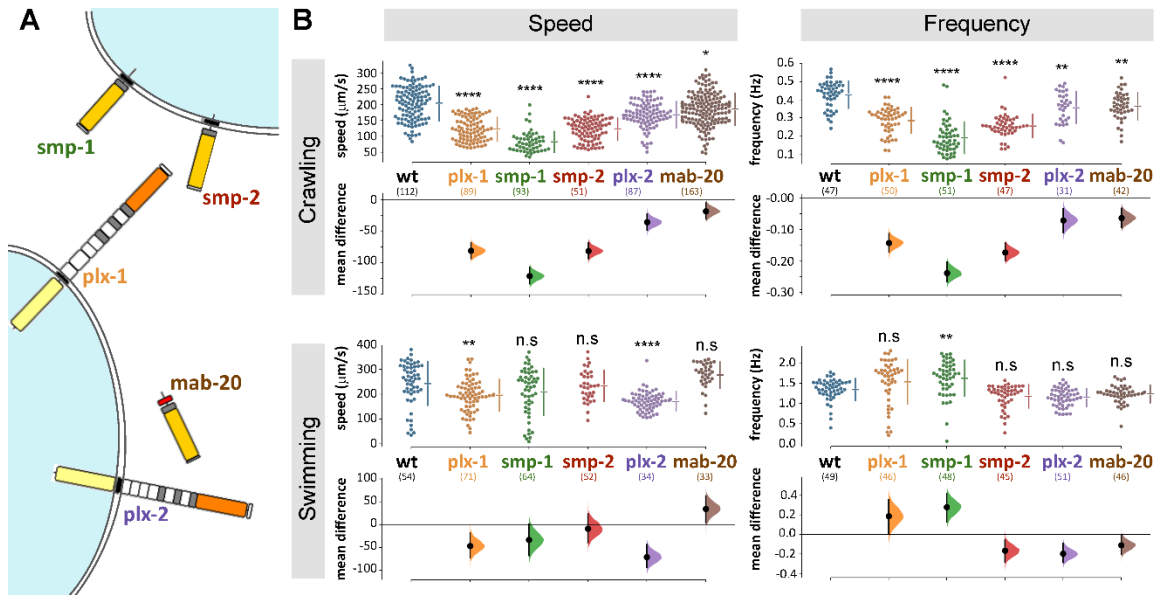 A
smp-1
smp-2
plx-1
mab-20
plx-2
B
Speed
Frequency
Crawling
Swimming
speed (μm/s)
300
250
200
150
100
50
**** **** **** **** *
wt plx-1 smp-1 smp-2 plx-2 mab-20
(112) (89) (93) (51) (87) (163)
mean difference
0
-50
-100
-150
frequency (Hz)
0.6
0.5
0.4
0.3
0.2
0.1
**** **** **** ** **
wt plx-1 smp-1 smp-2 plx-2 mab-20
(47) (50) (51) (47) (31) (42)
mean difference
-0.00
-0.10
-0.20
-0.30
speed (μm/s)
400
300
200
100
0
** n.s n.s **** n.s
wt plx-1 smp-1 smp-2 plx-2 mab-20
(54) (71) (64) (52) (34) (33)
mean difference
100
50
0
-50
-100
frequency (Hz)
2.0
1.5
1.0
0.5
0.0
n.s ** n.s n.s n.s
wt plx-1 smp-1 smp-2 plx-2 mab-20
(49) (46) (48) (45) (51) (46)
mean difference
0.4
0.2
0.0
-0.2
-0.4